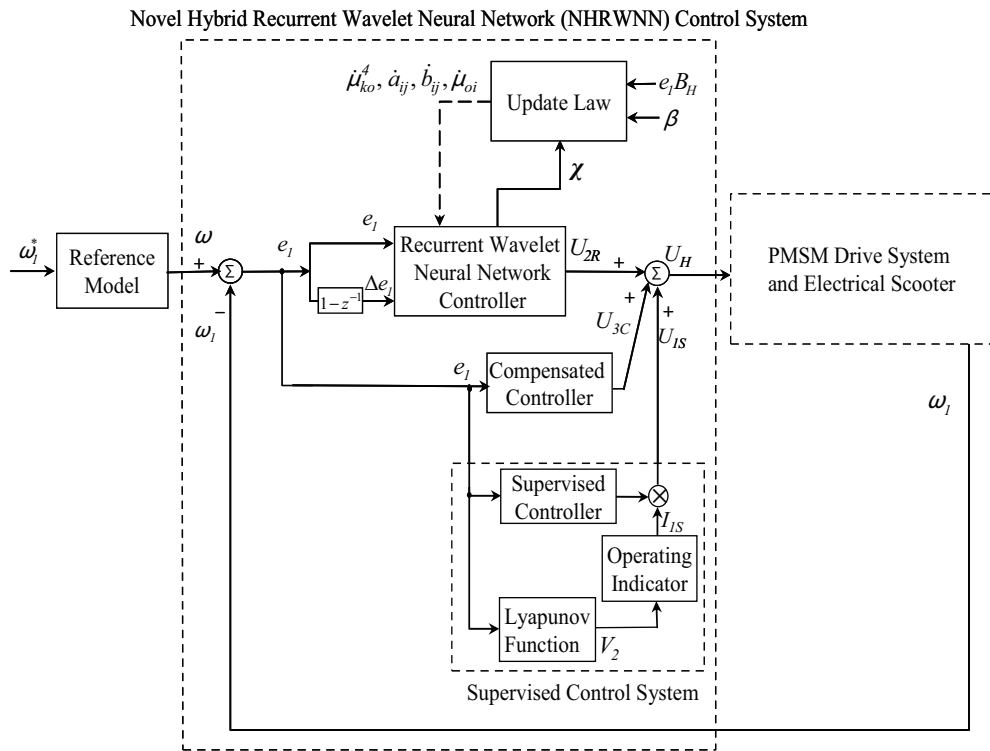 Novel Hybrid Recurrent Wavelet Neural Network (NHRWNN) Control System
μ̇⁴ₖₒ, ȧᵢⱼ, ḃᵢⱼ, μ̇ₒᵢ
Update Law
e₁B_H
β
χ
ω₁*
Reference
Model
ω
+
Σ
−
ω₁
e₁
e₁
1−z⁻¹
Δe₁
Recurrent Wavelet
Neural Network
Controller
U₂R
+
Σ
U_H
+
U₃C
+
U₁S
PMSM Drive System
and Electrical Scooter
ω₁
e₁
Compensated
Controller
Supervised
Controller
I₁S
Operating
Indicator
Lyapunov
Function
V₂
Supervised Control System